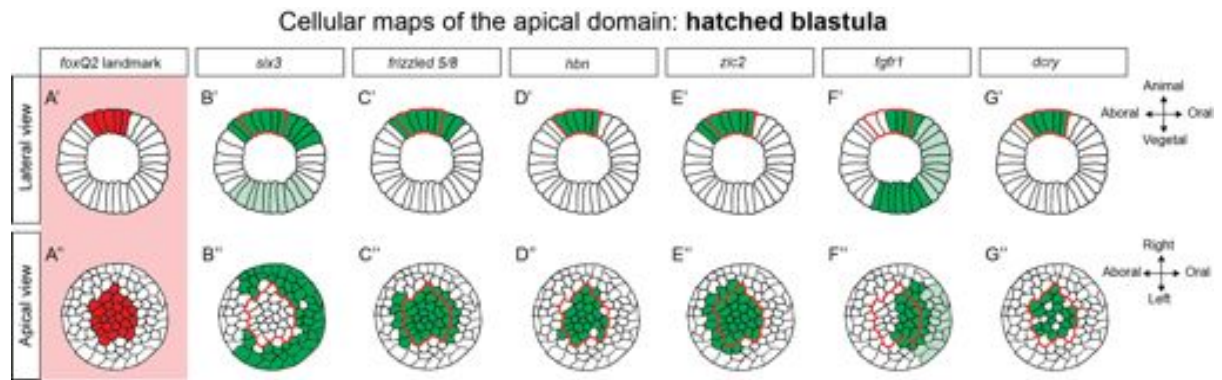 Cellular maps of the apical domain: hatched blastula
foxQ2 landmark six3 frizzled 5/8 hbn zic2 fgfr1 dcry
Lateral view
A' B' C' D' E' F' G'
Animal
Aboral Oral
Vegetal
Apical view
A" B" C" D" E" F" G"
Right
Aboral Oral
Left